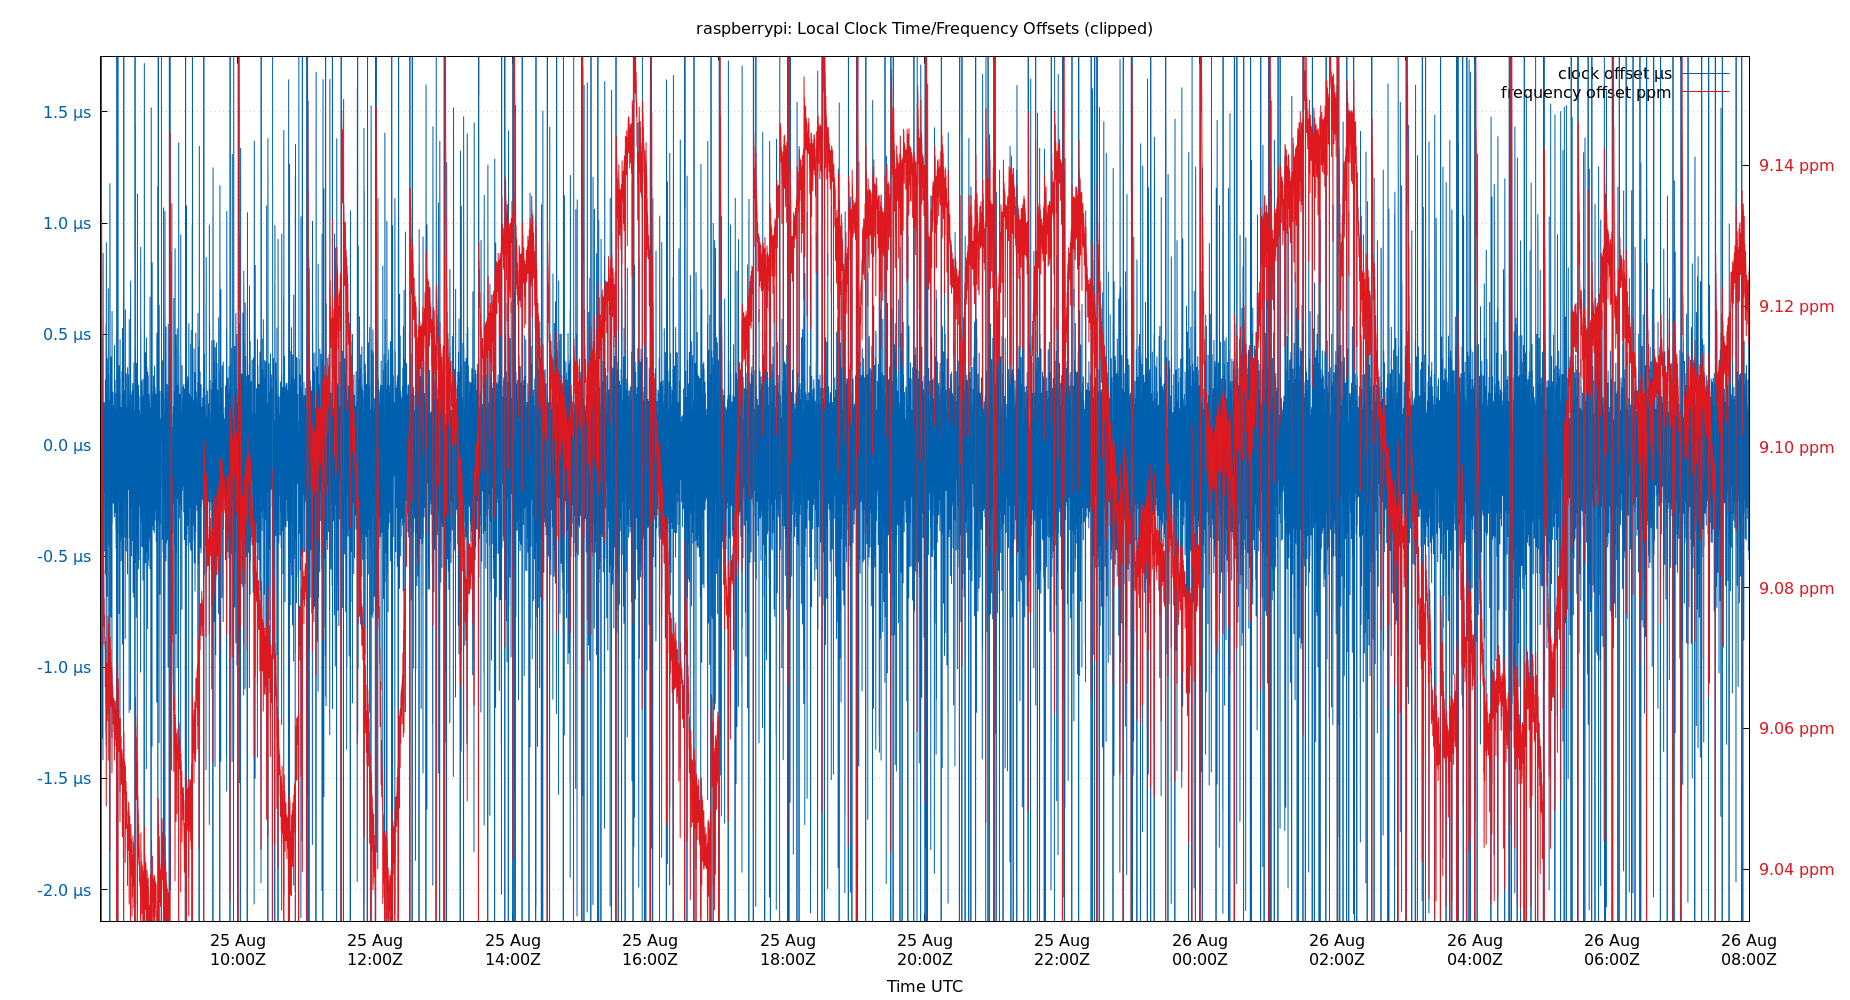 raspberrypi: Local Clock Time/Frequency Offsets (clipped)
clock offset µs
frequency offset ppm
1.5 µs
1.0 µs
0.5 µs
0.0 µs
-0.5 µs
-1.0 µs
-1.5 µs
-2.0 µs
9.14 ppm
9.12 ppm
9.10 ppm
9.08 ppm
9.06 ppm
9.04 ppm
25 Aug 25 Aug 25 Aug 25 Aug 25 Aug 25 Aug 25 Aug 26 Aug 26 Aug 26 Aug 26 Aug 26 Aug
10:00Z 12:00Z 14:00Z 16:00Z 18:00Z 20:00Z 22:00Z 00:00Z 02:00Z 04:00Z 06:00Z 08:00Z
Time UTC